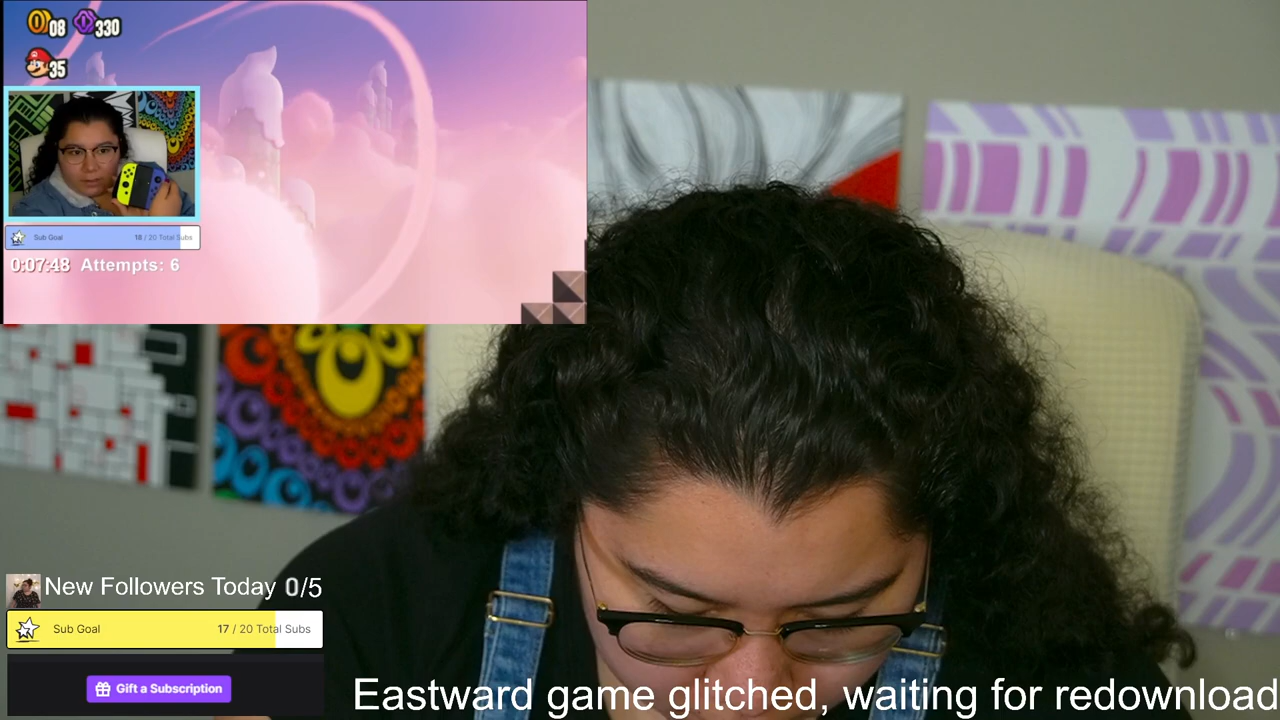 08 330
35
Sub Goal 18 / 20 Total Subs
0:07:48 Attempts: 6
New Followers Today 0/5
Sub Goal 17 / 20 Total Subs
Gift a Subscription
Eastward game glitched, waiting for redownload